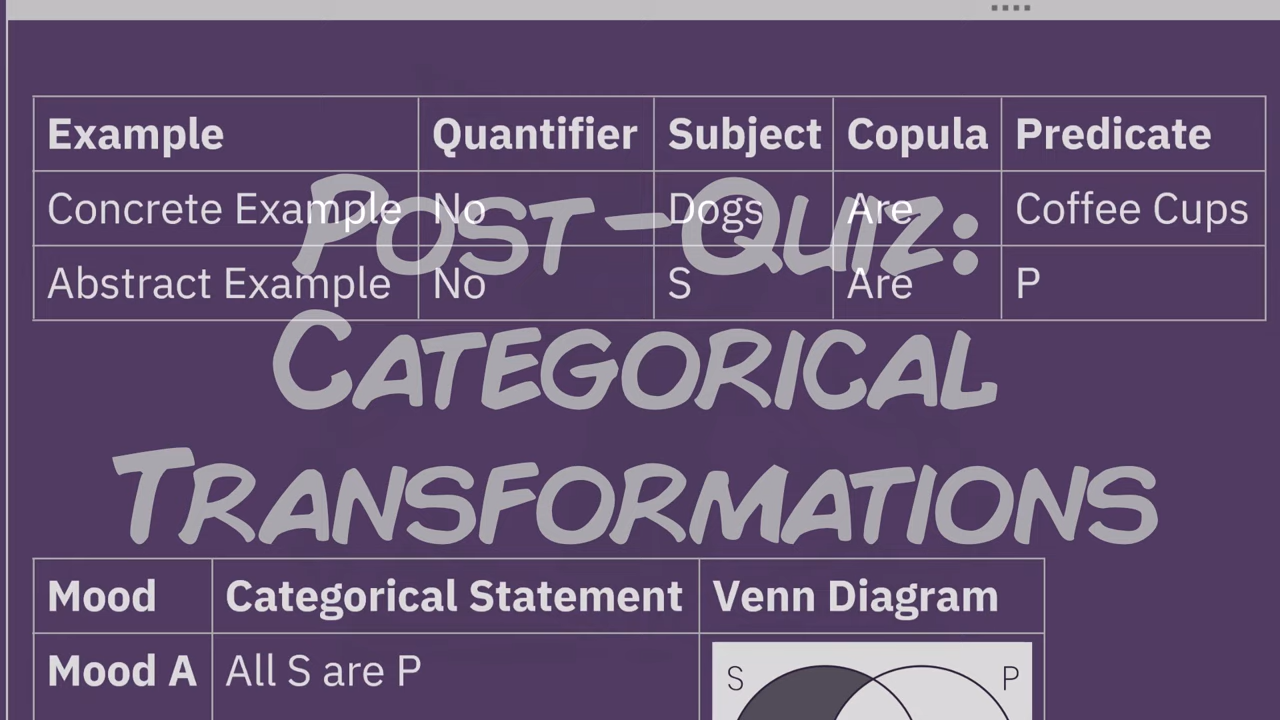 Example Quantifier Subject Copula Predicate
Concrete Example No Dogs Are Coffee Cups
POST-QUIZ:
Abstract Example No S Are P
CATEGORICAL
TRANSFORMATIONS
Mood Categorical Statement Venn Diagram
Mood A All S are P S P